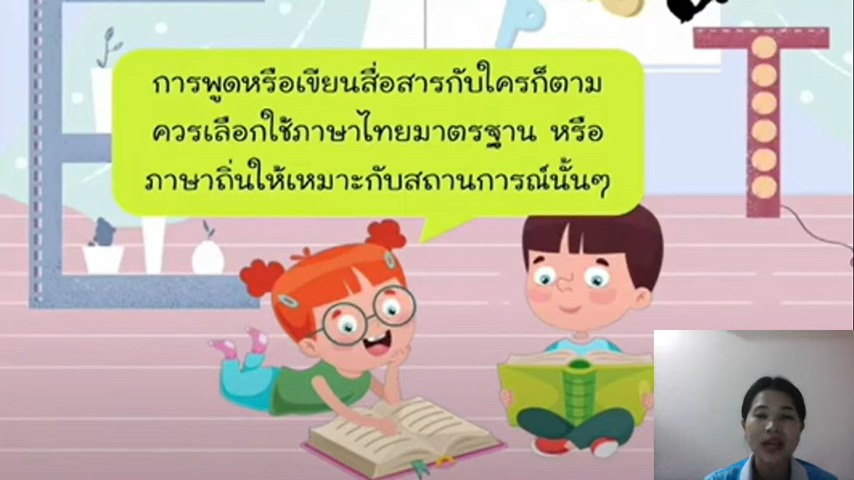 การพูดหรือเขียนสื่อสารกับใครก็ตาม
ควรเลือกใช้ภาษาไทยมาตรฐาน หรือ
ภาษาถิ่นให้เหมาะกับสถานการณ์นั้นๆ